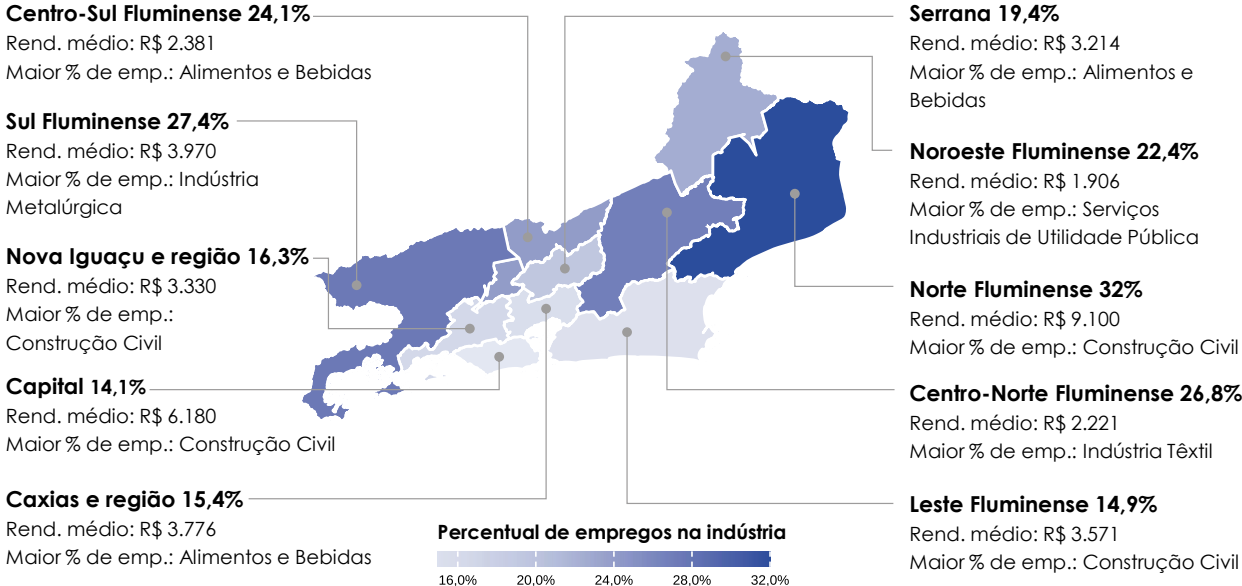 Centro-Sul Fluminense 24,1%
Rend. médio: R$ 2.381
Maior % de emp.: Alimentos e Bebidas
Sul Fluminense 27,4%
Rend. médio: R$ 3.970
Maior % de emp.: Indústria
Metalúrgica
Nova Iguaçu e região 16,3%
Rend. médio: R$ 3.330
Maior % de emp.:
Construção Civil
Capital 14,1%
Rend. médio: R$ 6.180
Maior % de emp.: Construção Civil
Caxias e região 15,4%
Rend. médio: R$ 3.776
Maior % de emp.: Alimentos e Bebidas
Serrana 19,4%
Rend. médio: R$ 3.214
Maior % de emp.: Alimentos e
Bebidas
Noroeste Fluminense 22,4%
Rend. médio: R$ 1.906
Maior % de emp.: Serviços
Industriais de Utilidade Pública
Norte Fluminense 32%
Rend. médio: R$ 9.100
Maior % de emp.: Construção Civil
Centro-Norte Fluminense 26,8%
Rend. médio: R$ 2.221
Maior % de emp.: Indústria Têxtil
Leste Fluminense 14,9%
Rend. médio: R$ 3.571
Maior % de emp.: Construção Civil
Percentual de empregos na indústria
16,0% 20,0% 24,0% 28,0% 32,0%